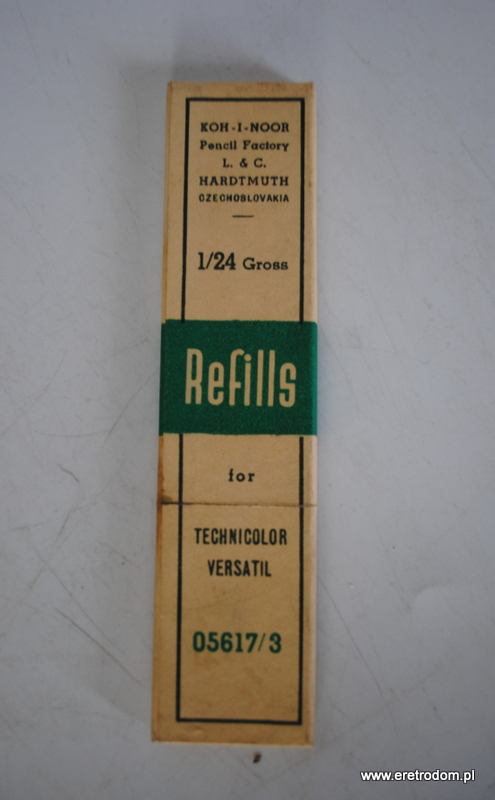 KOH-I-NOOR
Pencil Factory
L. & C.
HARDTMUTH
CZECHOSLOVAKIA
1/24 Gross
Refills
for
TECHNICOLOR
VERSATIL
05617/3
www.eretrodom.pl